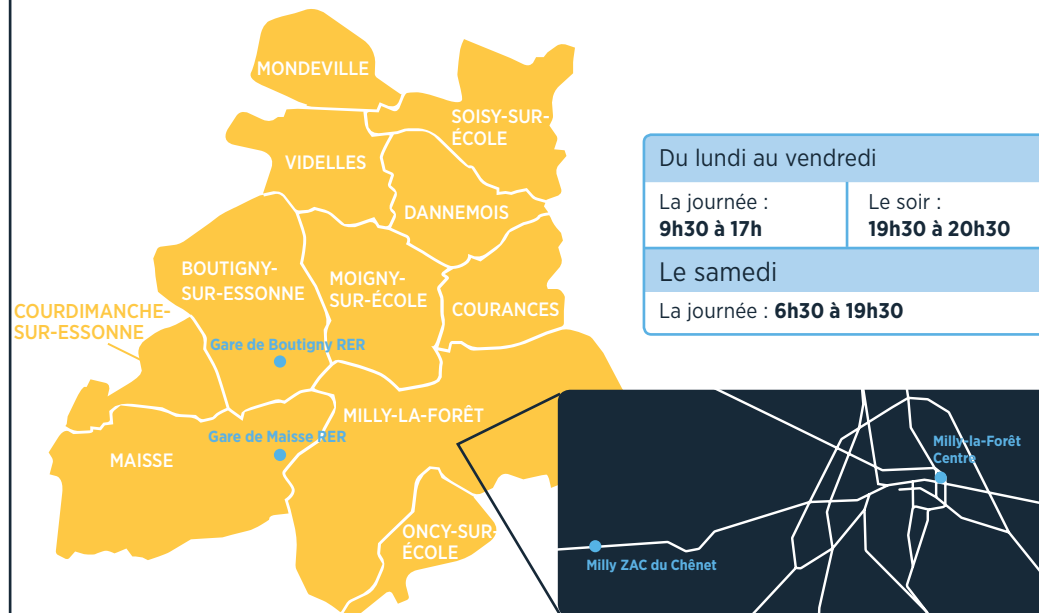 MONDEVILLE
SOISY-SUR-
ÉCOLE
VIDELLES
DANNEMOIS
BOUTIGNY-
SUR-ESSONNE
MOIGNY-
SUR-ÉCOLE
COURANCES
COURDIMANCHE-
SUR-ESSONNE
Gare de Boutigny RER
MILLY-LA-FORÊT
Gare de Maisse RER
MAISSE
ONCY-SUR-
ÉCOLE
Du lundi au vendredi
La journée :
9h30 à 17h
Le soir :
19h30 à 20h30
Le samedi
La journée : 6h30 à 19h30
Milly-la-Forêt
Centre
Milly ZAC du Chênet